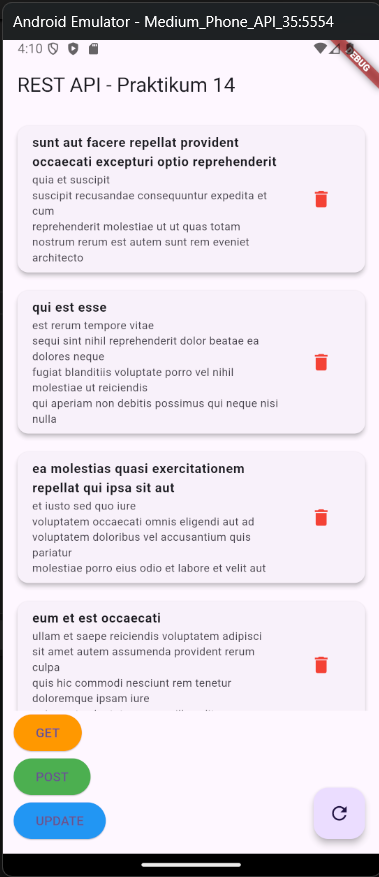 Android Emulator - Medium_Phone_API_35:5554
4:10
DEBUG
REST API - Praktikum 14
sunt aut facere repellat provident
occaecati excepturi optio reprehenderit
quia et suscipit
suscipit recusandae consequuntur expedita et
cum
reprehenderit molestiae ut ut quas totam
nostrum rerum est autem sunt rem eveniet
architecto
qui est esse
est rerum tempore vitae
sequi sint nihil reprehenderit dolor beatae ea
dolores neque
fugiat blanditiis voluptate porro vel nihil
molestiae ut reiciendis
qui aperiam non debitis possimus qui neque nisi
nulla
ea molestias quasi exercitationem
repellat qui ipsa sit aut
et iusto sed quo iure
voluptatem occaecati omnis eligendi aut ad
voluptatem doloribus vel accusantium quis
pariatur
molestiae porro eius odio et labore et velit aut
eum et est occaecati
ullam et saepe reiciendis voluptatem adipisci
sit amet autem assumenda provident rerum
culpa
quis hic commodi nesciunt rem tenetur
doloremque ipsam iure
GET
POST
UPDATE